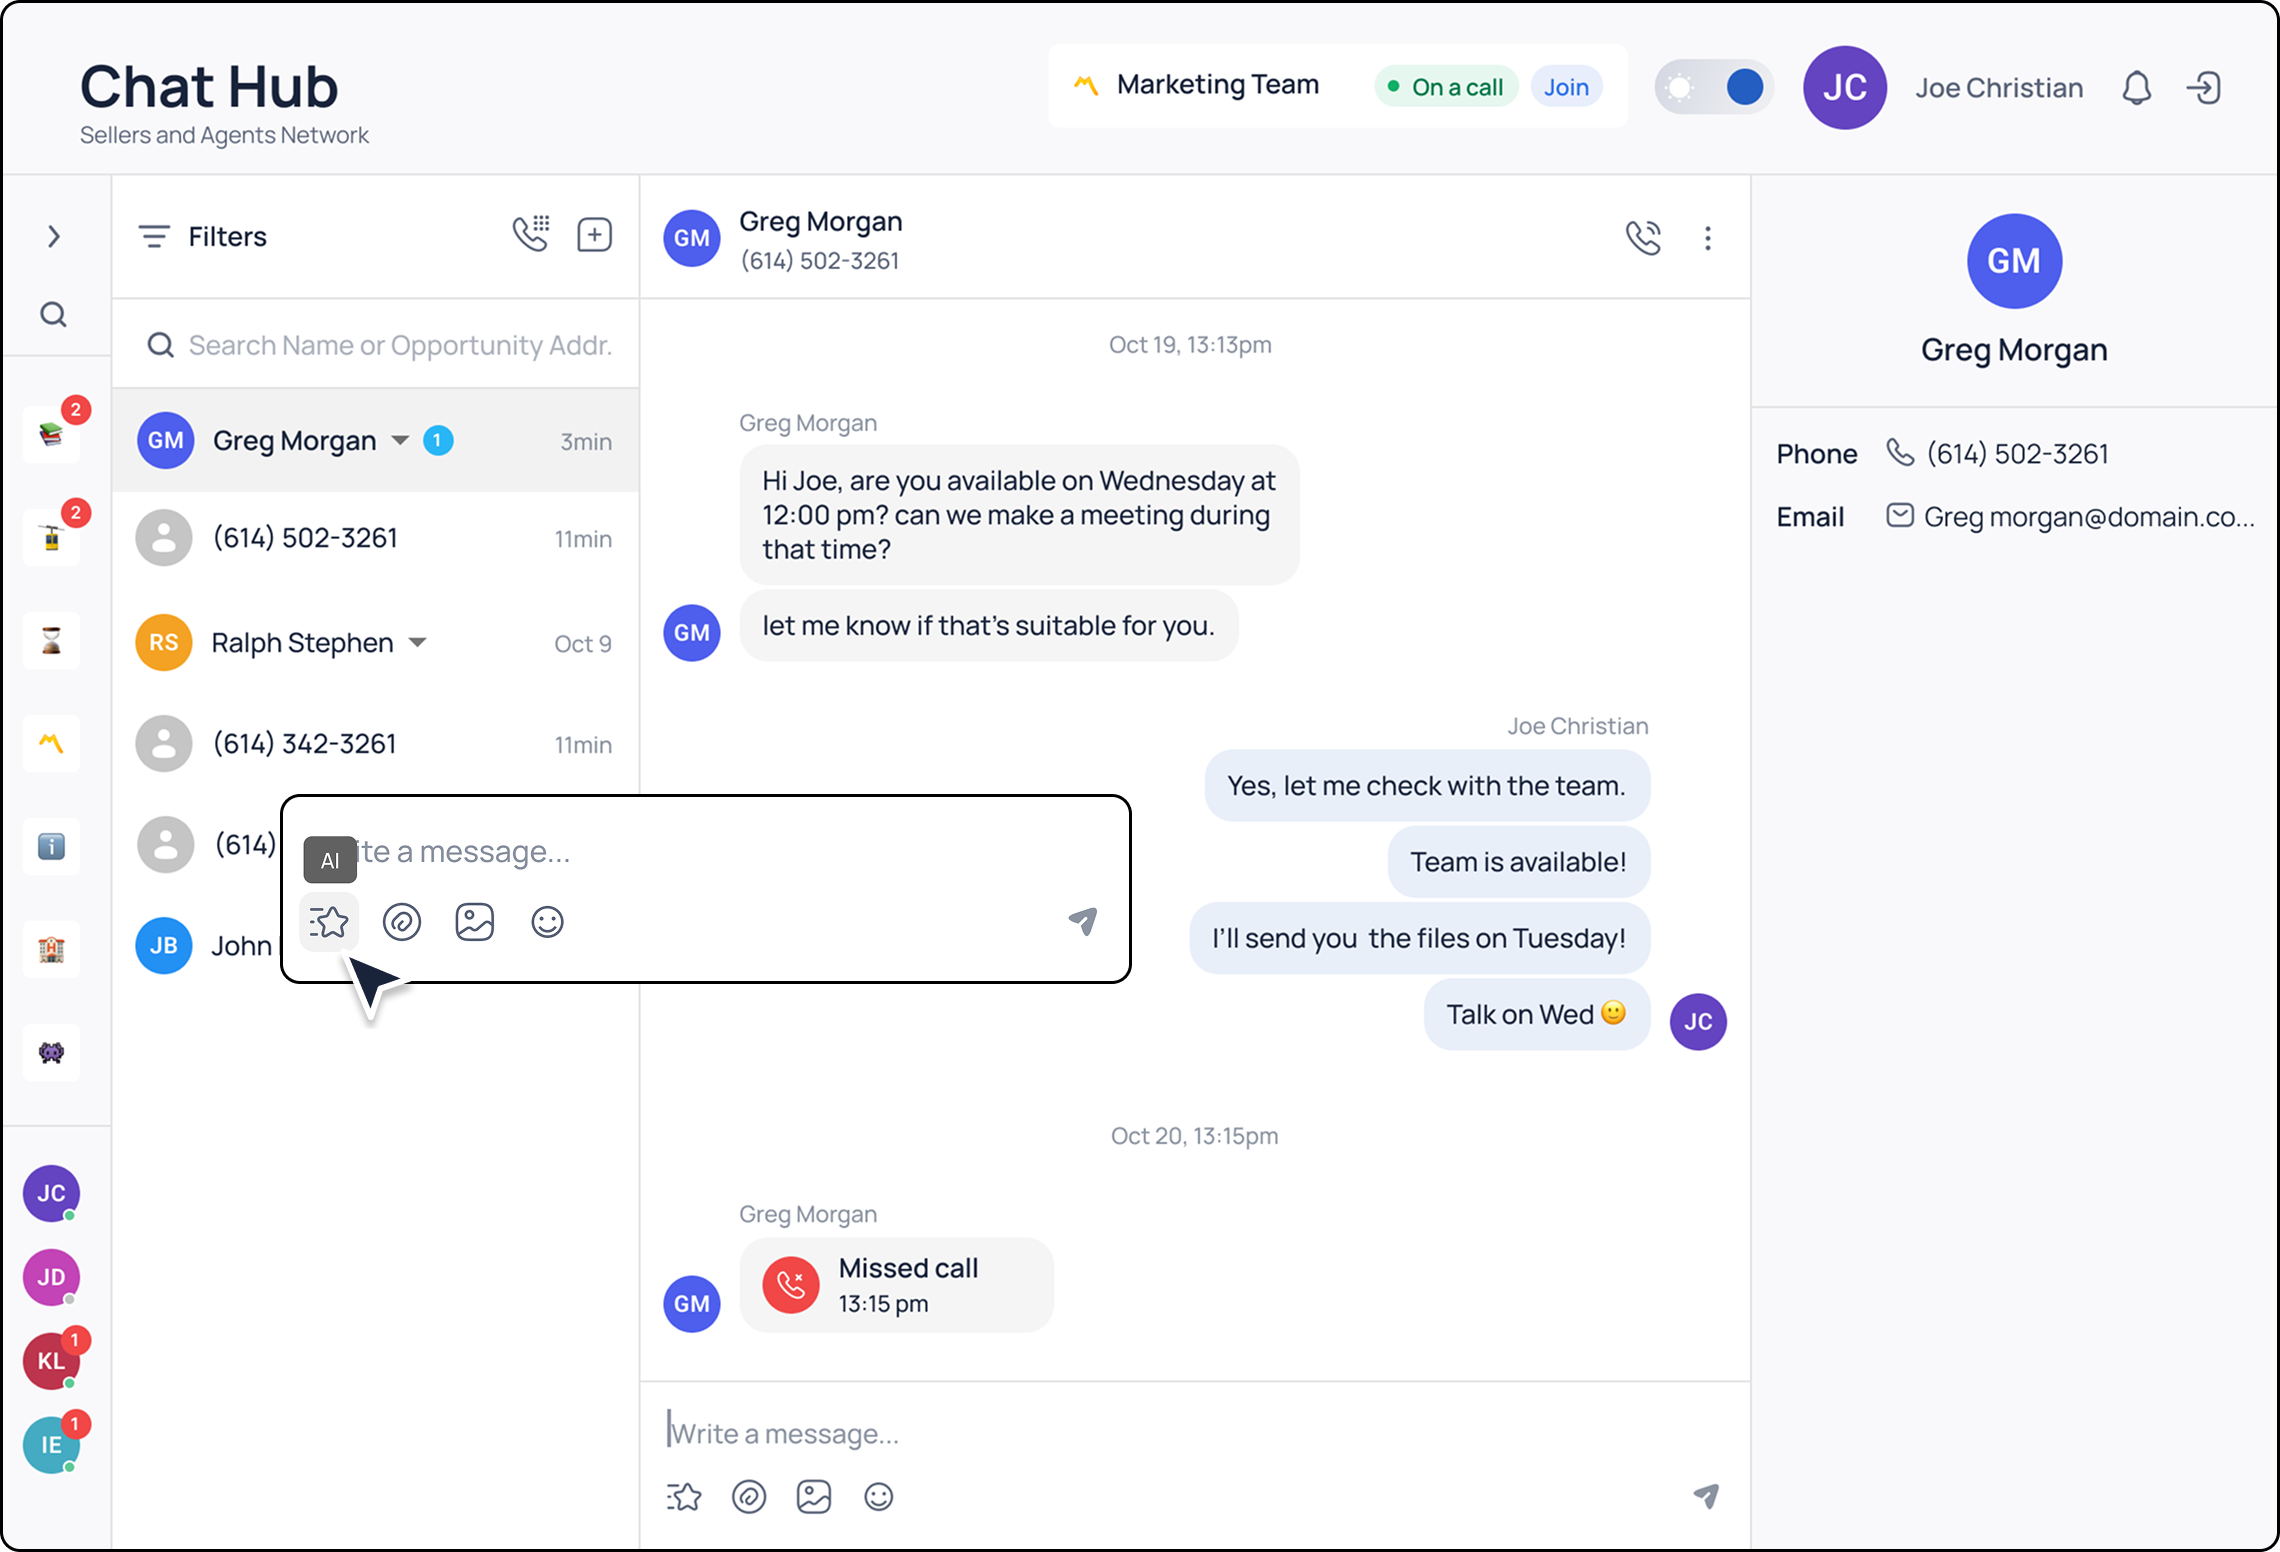 Chat Hub
Sellers and Agents Network
Marketing Team
On a call
Join
JC
Joe Christian
Filters
Search Name or Opportunity Addr.
2
2
GM
Greg Morgan
1
3min
(614) 502-3261
11min
RS
Ralph Stephen
Oct 9
(614) 342-3261
11min
(614)
JB
John
AI
ite a message...
JC
JD
KL
1
IE
1
GM
Greg Morgan
(614) 502-3261
Oct 19, 13:13pm
Greg Morgan
Hi Joe, are you available on Wednesday at
12:00 pm? can we make a meeting during
that time?
GM
let me know if that's suitable for you.
Joe Christian
Yes, let me check with the team.
Team is available!
I'll send you  the files on Tuesday!
Talk on Wed 🙂
JC
Oct 20, 13:15pm
Greg Morgan
GM
Missed call
13:15 pm
Write a message...
GM
Greg Morgan
Phone
(614) 502-3261
Email
Greg morgan@domain.co...